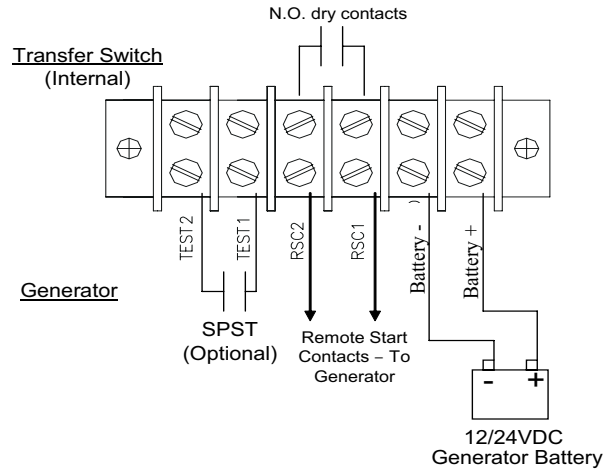 N.O. dry contacts
Transfer Switch
(Internal)
TEST2
TEST1
RSC2
RSC1
Battery -
Battery +
Generator
SPST
(Optional)
Remote Start
Contacts – To
Generator
- +
12/24VDC
Generator Battery